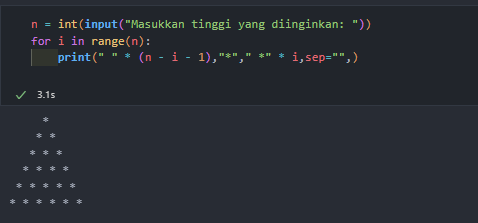 n = int(input("Masukkan tinggi yang diinginkan: "))
for i in range(n):
    print(" " * (n - i - 1),"*"," *" * i,sep="",)
✓ 3.1s
     *
    * *
   * * *
  * * * *
 * * * * *
* * * * * *